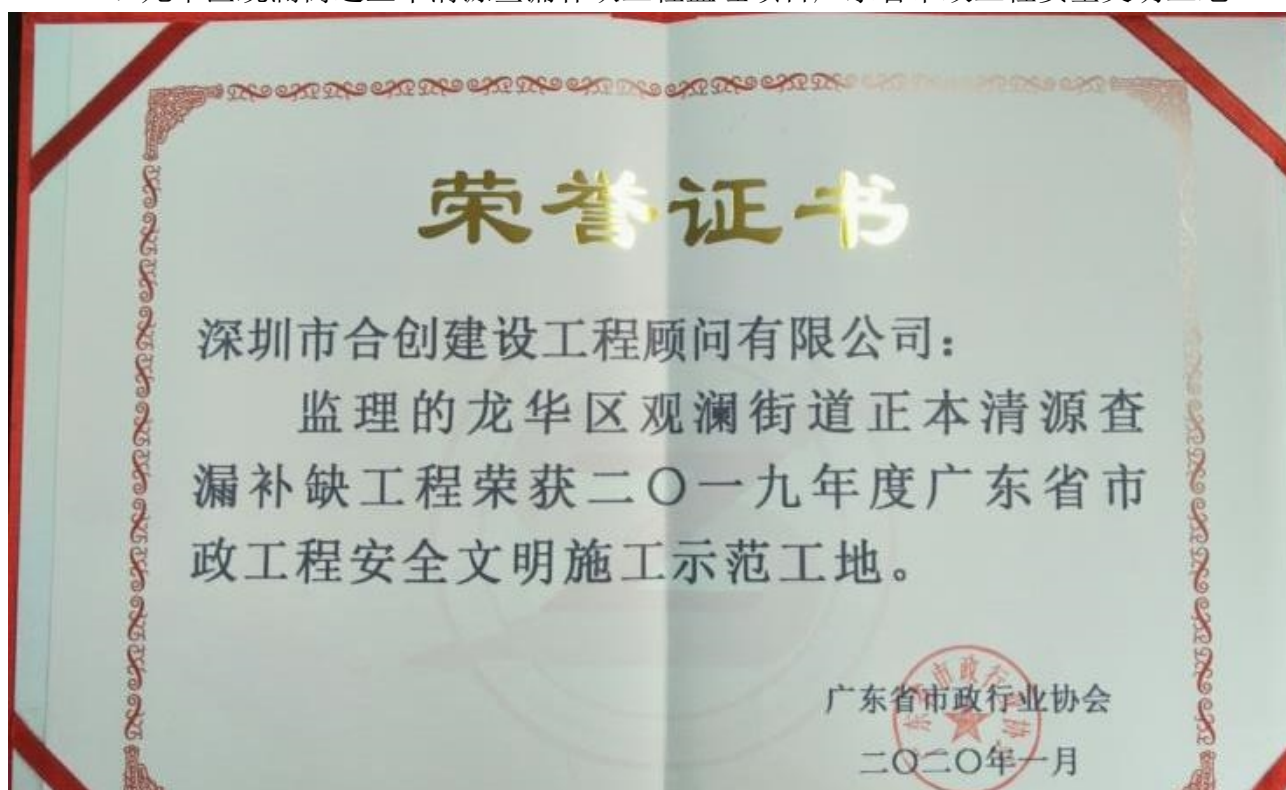 荣誉证书
深圳市合创建设工程顾问有限公司：
监理的龙华区观澜街道正本清源查
漏补缺工程荣获二〇一九年度广东省市
政工程安全文明施工示范工地。
广东省市政行业协会
二〇二〇年一月